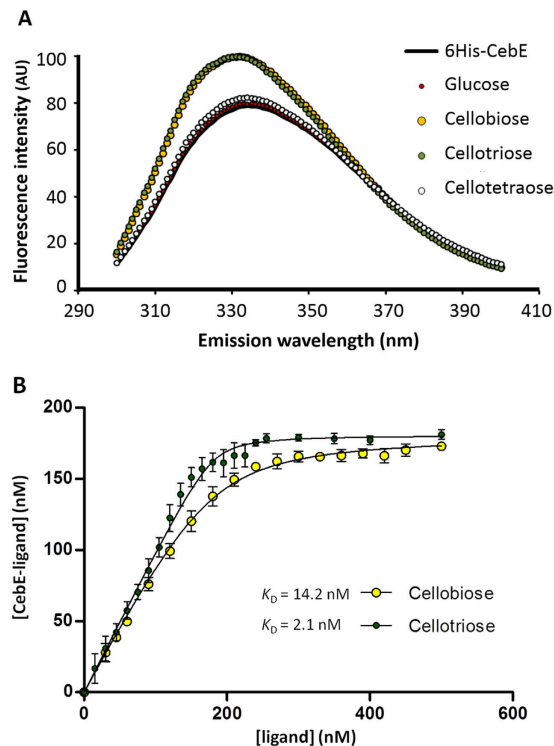 A
Fluorescence intensity (AU)
100
80
60
40
20
0
290
310
330
350
370
390
410
Emission wavelength (nm)
6His-CebE
Glucose
Cellobiose
Cellotriose
Cellotetraose
B
[CebE-ligand] (nM)
200
150
100
50
0
0
200
400
600
[ligand] (nM)
KD = 14.2 nM Cellobiose
KD = 2.1 nM Cellotriose